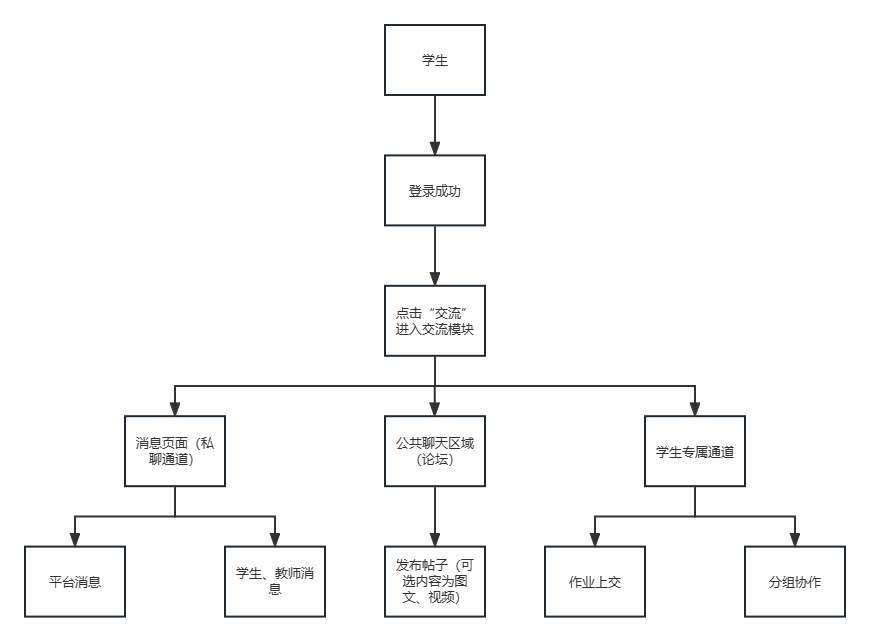 学生
登录成功
点击“交流”
进入交流模块
消息页面（私
聊通道）
公共聊天区域
（论坛）
学生专属通道
平台消息
学生、教师消
息
发布帖子（可
选内容为图
文、视频）
作业上交
分组协作